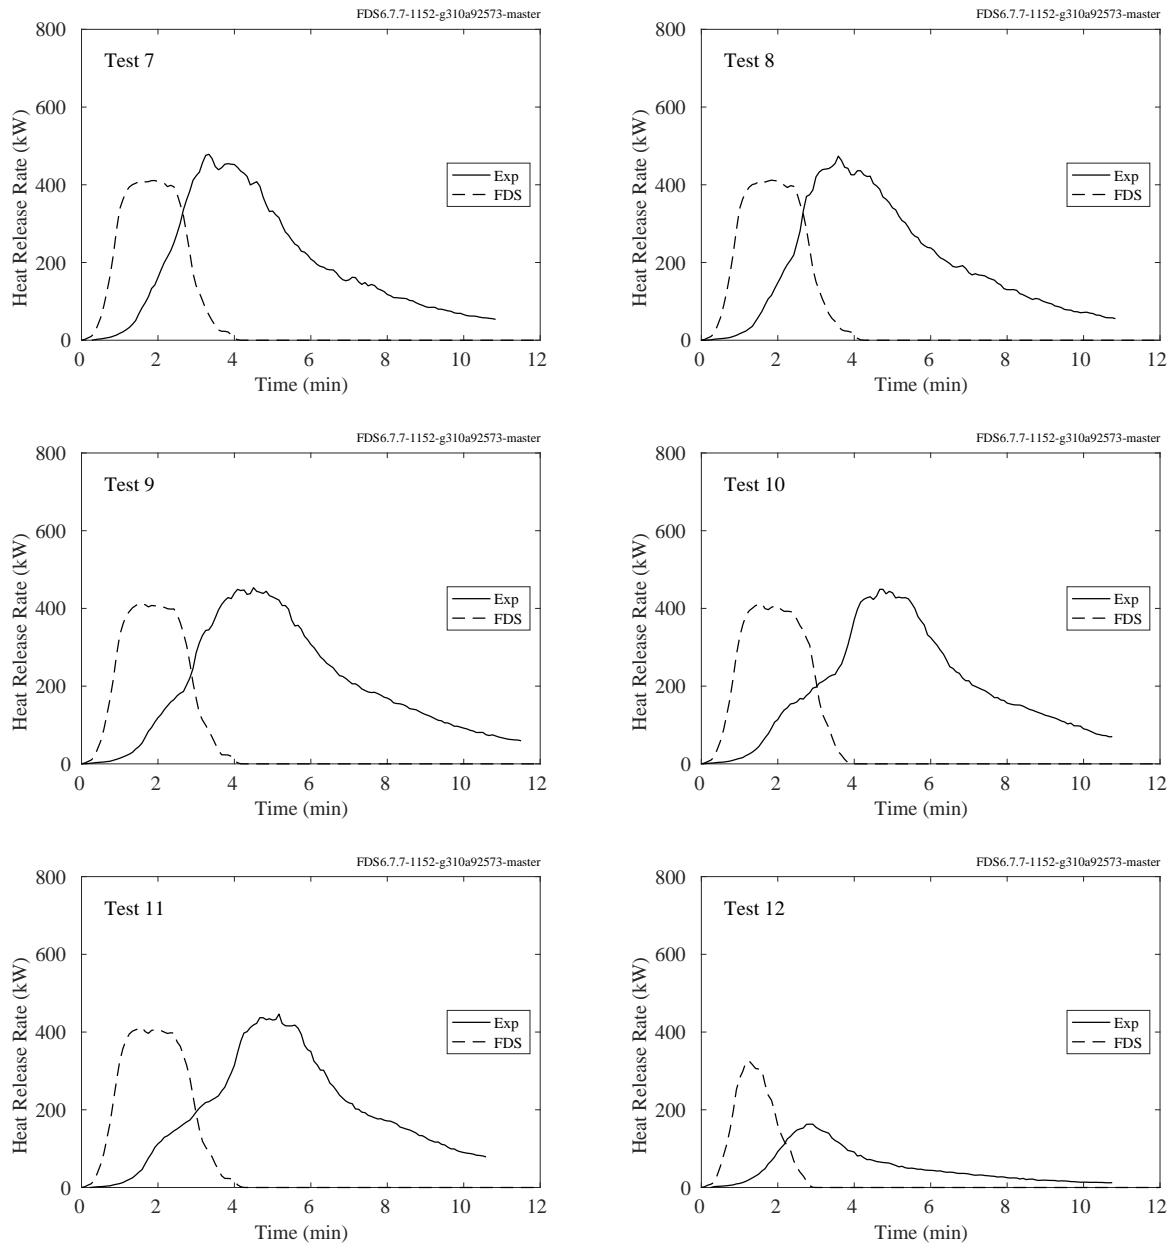 FDS6.7.7-1152-g310a92573-master
Test 7
Heat Release Rate (kW)
800
600
400
200
0
Exp
FDS
0 2 4 6 8 10 12
Time (min)
FDS6.7.7-1152-g310a92573-master
Test 8
Heat Release Rate (kW)
800
600
400
200
0
Exp
FDS
0 2 4 6 8 10 12
Time (min)
FDS6.7.7-1152-g310a92573-master
Test 9
Heat Release Rate (kW)
800
600
400
200
0
Exp
FDS
0 2 4 6 8 10 12
Time (min)
FDS6.7.7-1152-g310a92573-master
Test 10
Heat Release Rate (kW)
800
600
400
200
0
Exp
FDS
0 2 4 6 8 10 12
Time (min)
FDS6.7.7-1152-g310a92573-master
Test 11
Heat Release Rate (kW)
800
600
400
200
0
Exp
FDS
0 2 4 6 8 10 12
Time (min)
FDS6.7.7-1152-g310a92573-master
Test 12
Heat Release Rate (kW)
800
600
400
200
0
Exp
FDS
0 2 4 6 8 10 12
Time (min)